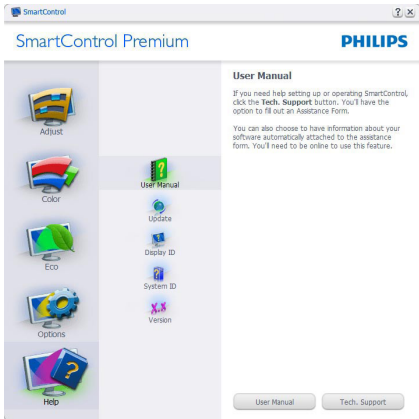 SmartControl
SmartControl Premium
PHILIPS
Adjust
Color
Eco
Options
Help
User Manual
Update
Display ID
System ID
X.X
Version
User Manual
If you need help setting up or operating SmartControl,
click the Tech. Support button. You'll have the
option to fill out an Assistance Form.
You can also choose to have information about your
software automatically attached to the assistance
form. You'll need to be online to use this feature.
User Manual
Tech. Support